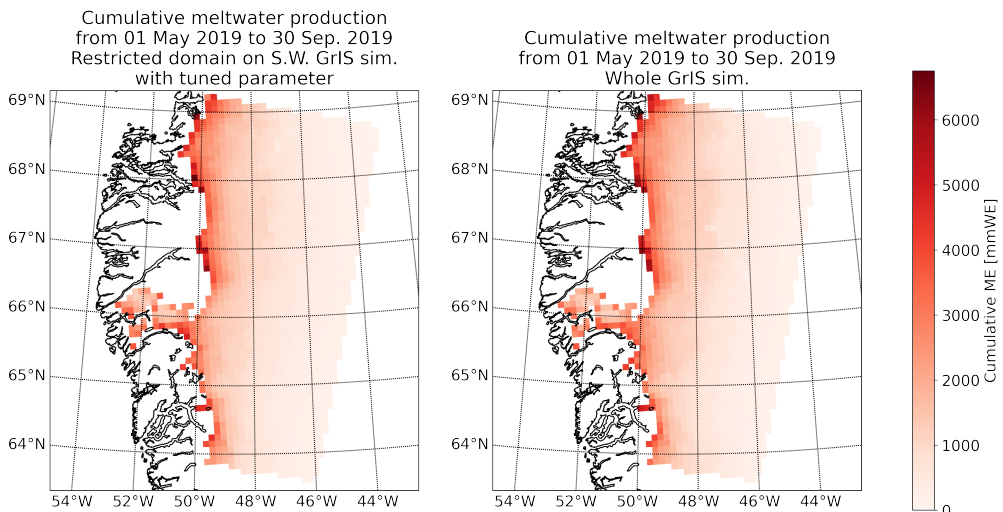 Cumulative meltwater production
from 01 May 2019 to 30 Sep. 2019
Restricted domain on S.W. GrIS sim.
with tuned parameter
69°N
68°N
67°N
66°N
65°N
64°N
54°W 52°W 50°W 48°W 46°W 44°W
Cumulative meltwater production
from 01 May 2019 to 30 Sep. 2019
Whole GrIS sim.
69°N
68°N
67°N
66°N
65°N
64°N
54°W 52°W 50°W 48°W 46°W 44°W
6000
5000
4000
3000
2000
1000
0
Cumulative ME [mmWE]